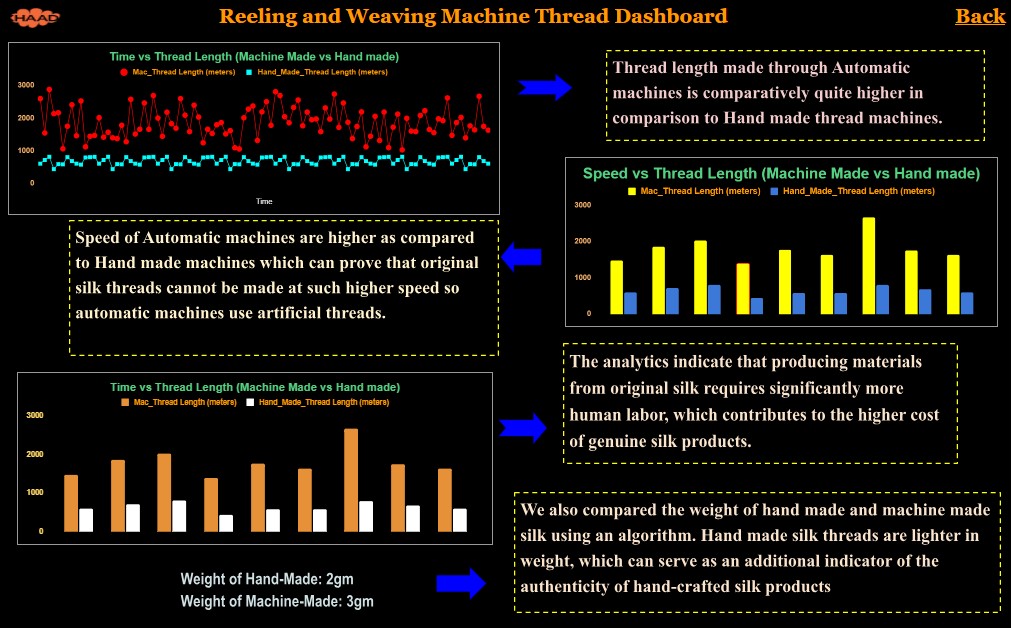 HAAD
Reeling and Weaving Machine Thread Dashboard
Back
Time vs Thread Length (Machine Made vs Hand made)
Mac_Thread Length (meters) Hand_Made_Thread Length (meters)
3000
2000
1000
0
Time
Thread length made through Automatic
machines is comparatively quite higher in
comparison to Hand made thread machines.
Speed vs Thread Length (Machine Made vs Hand made)
Mac_Thread Length (meters) Hand_Made_Thread Length (meters)
3000
2000
1000
0
Speed of Automatic machines are higher as compared
to Hand made machines which can prove that original
silk threads cannot be made at such higher speed so
automatic machines use artificial threads.
The analytics indicate that producing materials
from original silk requires significantly more
human labor, which contributes to the higher cost
of genuine silk products.
Time vs Thread Length (Machine Made vs Hand made)
Mac_Thread Length (meters) Hand_Made_Thread Length (meters)
3000
2000
1000
0
We also compared the weight of hand made and machine made
silk using an algorithm. Hand made silk threads are lighter in
weight, which can serve as an additional indicator of the
authenticity of hand-crafted silk products
Weight of Hand-Made: 2gm
Weight of Machine-Made: 3gm